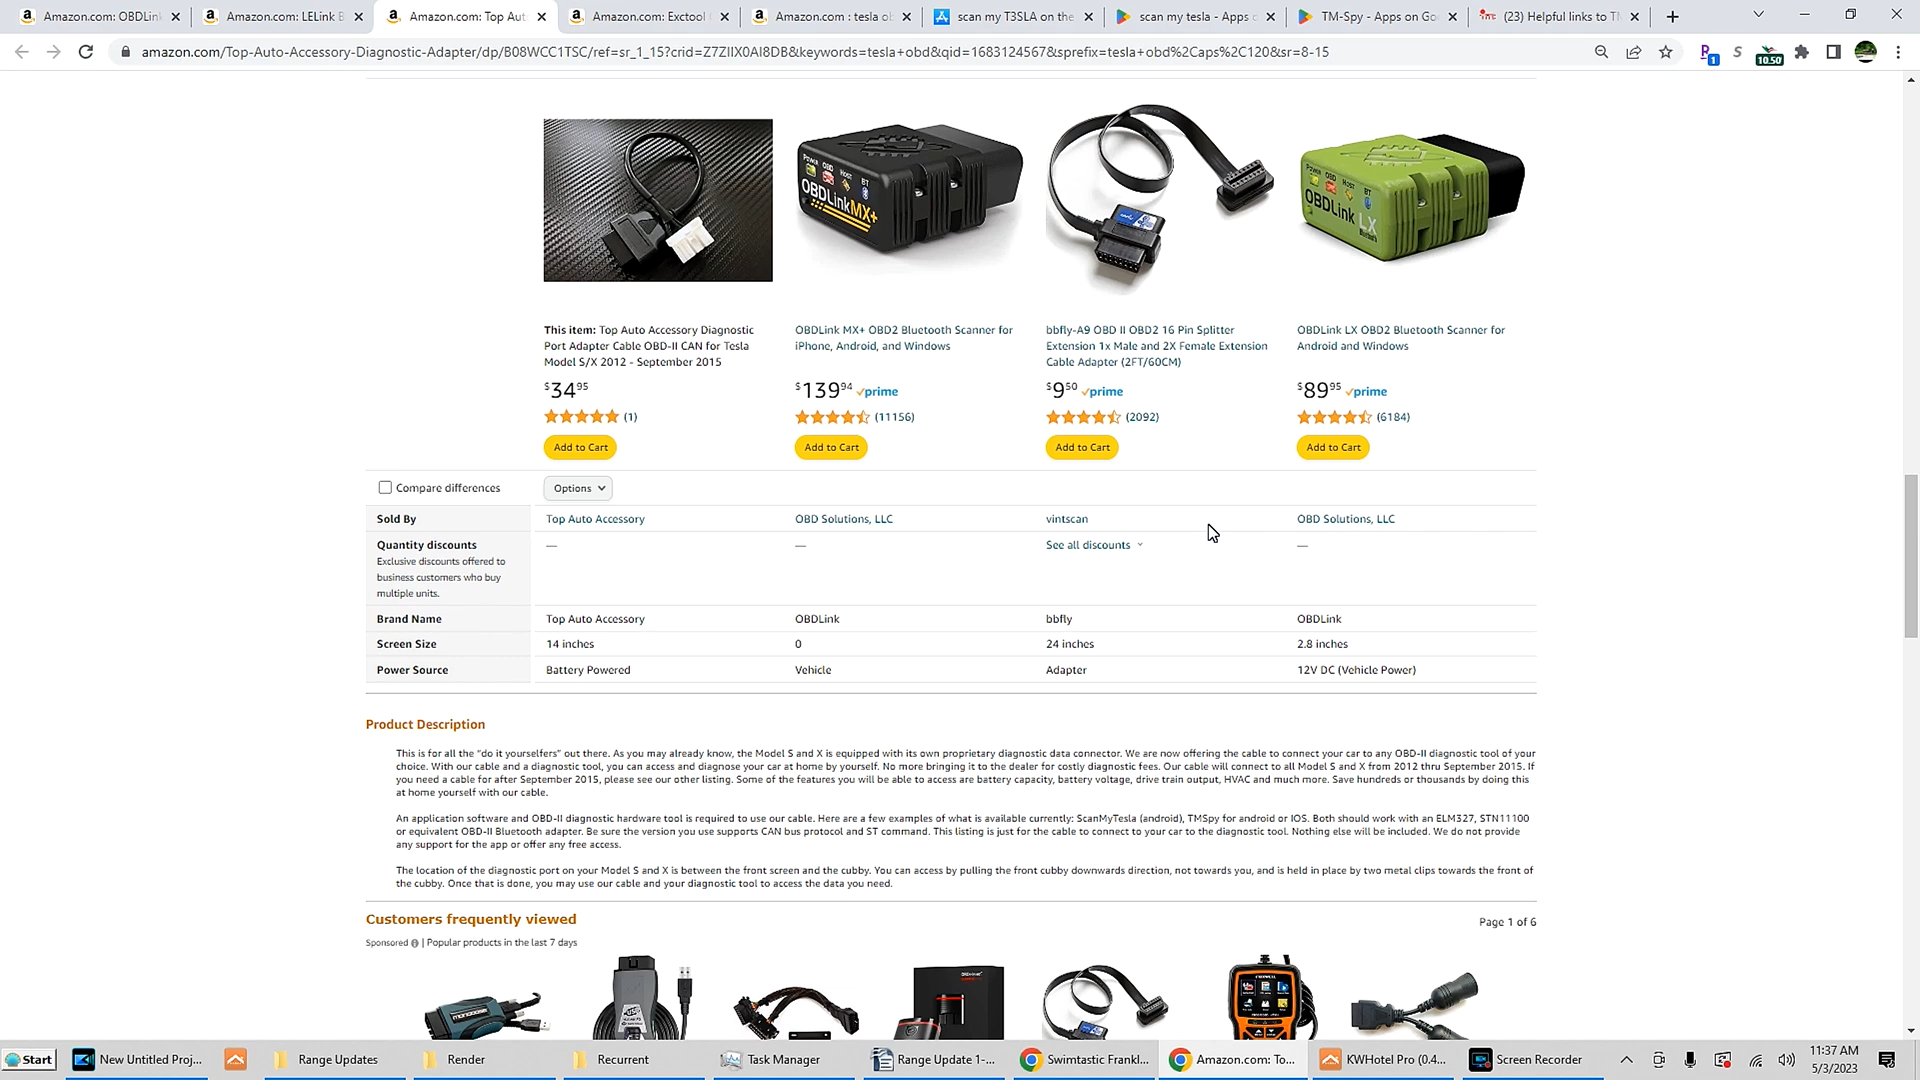 Amazon.com: OBDLin
Amazon.com: LELink B
Amazon.com: Top Aut
Amazon.com: Exctool
Amazon.com : tesla ob
scan my T3SLA on the
scan my tesla - Apps o
TM-Spy - Apps on Go
(23) Helpful links to T
amazon.com/Top-Auto-Accessory-Diagnostic-Adapter/dp/B08WCC1TSC/ref=sr_1_15?crid=Z7ZIIX0AI8DB&keywords=tesla+obd&qid=1683124567&sprefix=tesla+obd%2Caps%2C120&sr=8-15
1
10.50
Power OBD Host BT
OBDLink MX+
Power OBD Host BT
OBDLink LX
Bluetooth
This item: Top Auto Accessory Diagnostic
Port Adapter Cable OBD-II CAN for Tesla
Model S/X 2012 - September 2015
OBDLink MX+ OBD2 Bluetooth Scanner for
iPhone, Android, and Windows
bbfly-A9 OBD II OBD2 16 Pin Splitter
Extension 1x Male and 2X Female Extension
Cable Adapter (2FT/60CM)
OBDLink LX OBD2 Bluetooth Scanner for
Android and Windows
$34 95
$139 94 prime
$9 50 prime
$89 95 prime
(1)
(11156)
(2092)
(6184)
Add to Cart
Add to Cart
Add to Cart
Add to Cart
Compare differences
Options
Sold By
Top Auto Accessory
OBD Solutions, LLC
vintscan
OBD Solutions, LLC
Quantity discounts
Exclusive discounts offered to
business customers who buy
multiple units.
—
—
See all discounts
—
Brand Name
Top Auto Accessory
OBDLink
bbfly
OBDLink
Screen Size
14 inches
0
24 inches
2.8 inches
Power Source
Battery Powered
Vehicle
Adapter
12V DC (Vehicle Power)
Product Description
This is for all the “do it yourselfers” out there. As you may already know, the Model S and X is equipped with its own proprietary diagnostic data connector. We are now offering the cable to connect your car to any OBD-II diagnostic tool of your
choice. With our cable and a diagnostic tool, you can access and diagnose your car at home by yourself. No more bringing it to the dealer for costly diagnostic fees. Our cable will connect to all Model S and X from 2012 thru September 2015. If
you need a cable for after September 2015, please see our other listing. Some of the features you will be able to access are battery capacity, battery voltage, drive train output, HVAC and much more. Save hundreds or thousands by doing this
at home yourself with our cable.
An application software and OBD-II diagnostic hardware tool is required to use our cable. Here are a few examples of what is available currently: ScanMyTesla (android), TMSpy for android or IOS. Both should work with an ELM327, STN11100
or equivalent OBD-II Bluetooth adapter. Be sure the version you use supports CAN bus protocol and ST command. This listing is just for the cable to connect to your car to the diagnostic tool. Nothing else will be included. We do not provide
any support for the app or offer any free access.
The location of the diagnostic port on your Model S and X is between the front screen and the cubby. You can access by pulling the front cubby downwards direction, not towards you, and is held in place by two metal clips towards the front of
the cubby. Once that is done, you may use our cable and your diagnostic tool to access the data you need.
Customers frequently viewed
Page 1 of 6
Sponsored | Popular products in the last 7 days
Start
New Untitled Proj...
Range Updates
Render
Recurrent
Task Manager
Range Update 1-...
Swimtastic Frankl...
Amazon.com: To...
KWHotel Pro (0.4...
Screen Recorder
11:37 AM
5/3/2023